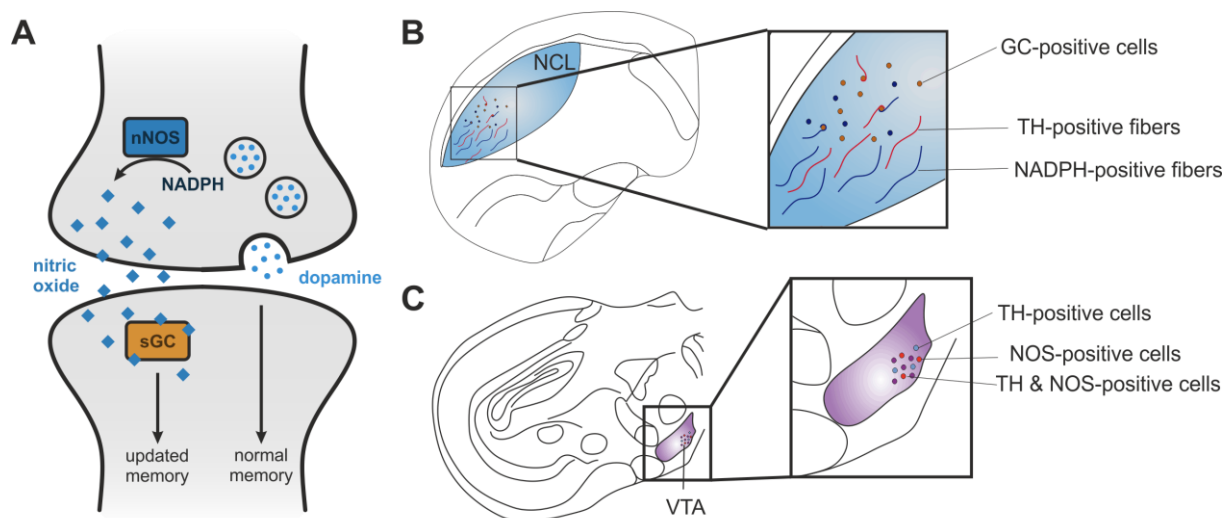 A
nNOS
NADPH
nitric
oxide
dopamine
sGC
updated
memory
normal
memory
B
NCL
GC-positive cells
TH-positive fibers
NADPH-positive fibers
C
VTA
TH-positive cells
NOS-positive cells
TH & NOS-positive cells